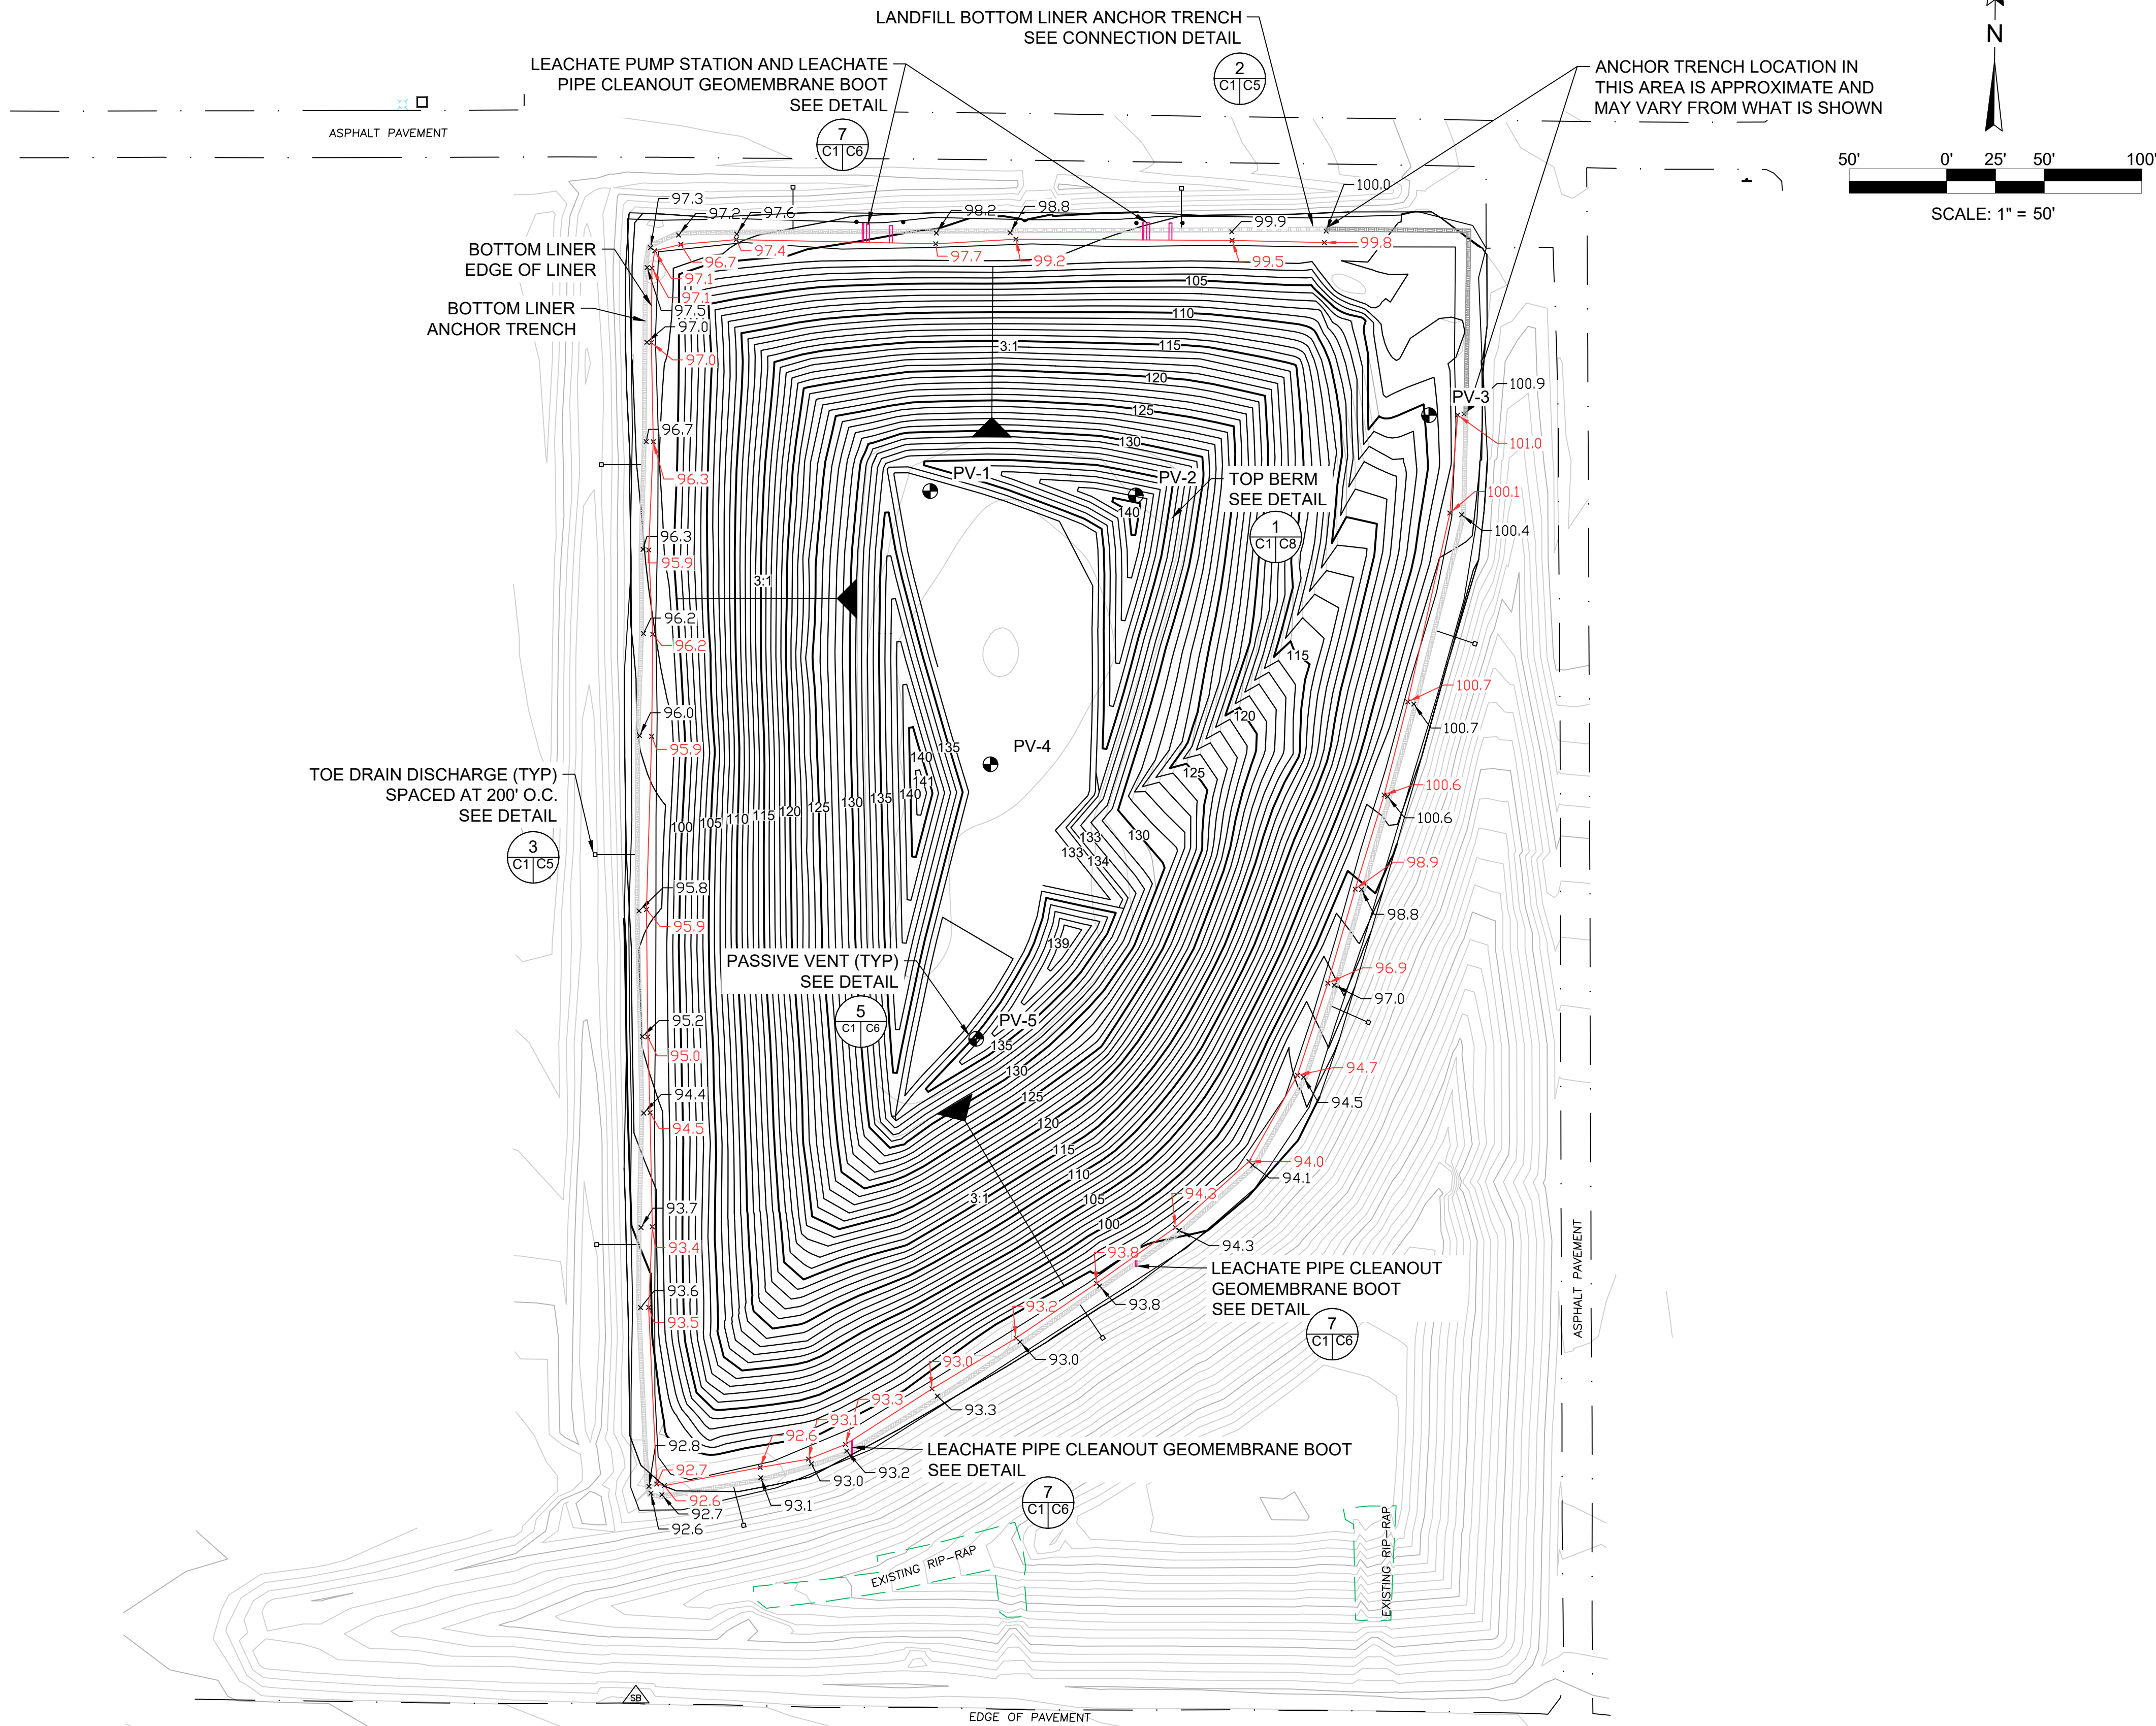 LANDFILL BOTTOM LINER ANCHOR TRENCH
SEE CONNECTION DETAIL
2
C1 C5
LEACHATE PUMP STATION AND LEACHATE
PIPE CLEANOUT GEOMEMBRANE BOOT
SEE DETAIL
7
C1 C6
ANCHOR TRENCH LOCATION IN
THIS AREA IS APPROXIMATE AND
MAY VARY FROM WHAT IS SHOWN
N
50' 0' 25' 50' 100'
SCALE: 1" = 50'
ASPHALT PAVEMENT
97.3
97.2
97.6
98.2
98.8
99.9
100.0
BOTTOM LINER
EDGE OF LINER
BOTTOM LINER
ANCHOR TRENCH
96.7
97.4
97.7
99.2
99.5
99.8
97.1
97.1
97.5
97.0
97.0
105
110
115
120
125
130
3:1
PV-3
100.9
101.0
100.1
100.4
96.7
96.3
PV-1
PV-2
140
TOP BERM
SEE DETAIL
1
C1 C8
96.3
95.9
3:1
96.2
96.2
115
100.7
100.7
96.0
95.9
120
PV-4
140
135
141
140
125
TOE DRAIN DISCHARGE (TYP)
SPACED AT 200' O.C.
SEE DETAIL
3
C1 C5
100 105 110 115 120 125 130 135
100.6
100.6
133
133
134
130
98.9
98.8
95.8
95.9
139
PASSIVE VENT (TYP)
SEE DETAIL
5
C1 C6
96.9
97.0
95.2
95.0
PV-5
135
130
125
120
115
110
105
100
3:1
94.7
94.5
94.4
94.5
94.0
94.1
94.3
94.3
93.7
93.4
93.8
93.8
LEACHATE PIPE CLEANOUT
GEOMEMBRANE BOOT
SEE DETAIL
7
C1 C6
ASPHALT PAVEMENT
93.6
93.5
93.2
93.0
93.0
93.3
93.3
93.1
92.6
93.2
93.0
93.1
LEACHATE PIPE CLEANOUT GEOMEMBRANE BOOT
SEE DETAIL
7
C1 C6
92.8
92.7
92.6
92.7
92.6
EXISTING RIP-RAP
EXISTING RIP-RAP
SB
EDGE OF PAVEMENT